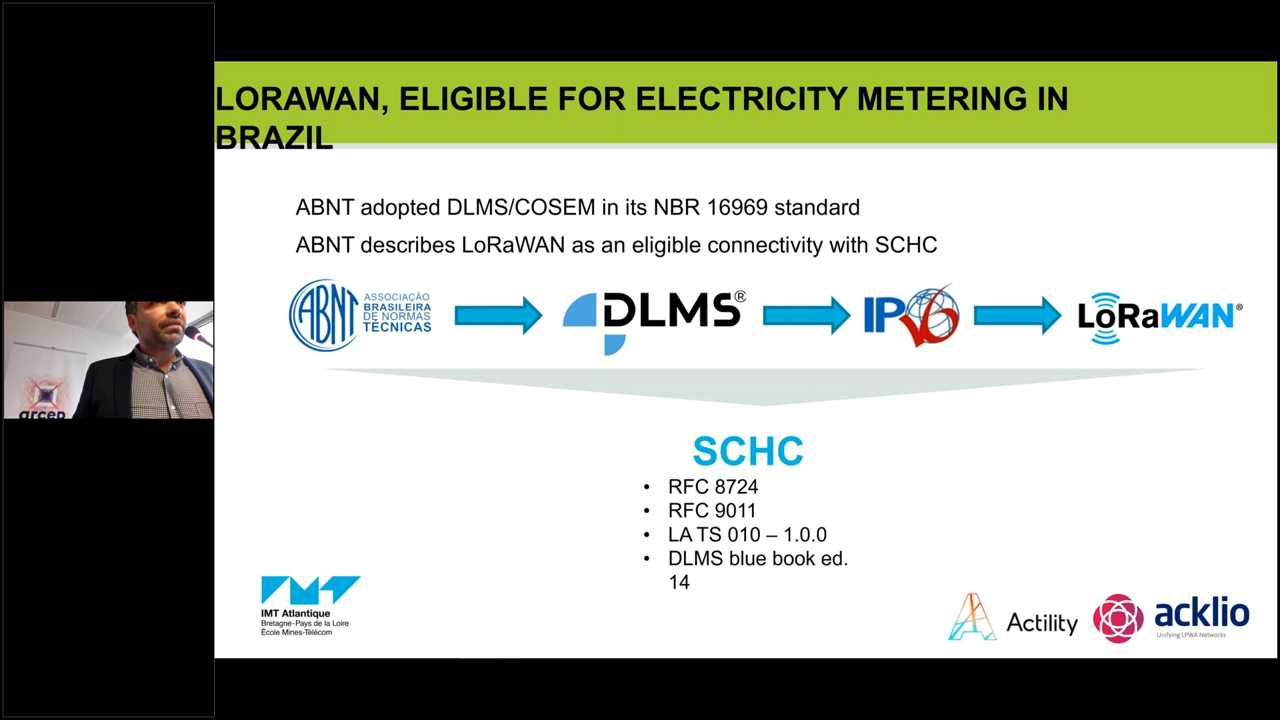 LORAWAN, ELIGIBLE FOR ELECTRICITY METERING IN
BRAZIL
ABNT adopted DLMS/COSEM in its NBR 16969 standard
ABNT describes LoRaWAN as an eligible connectivity with SCHC
ABNT
ASSOCIAÇÃO
BRASILEIRA
DE NORMAS
TÉCNICAS
DLMS®
IPv6
LoRaWAN®
arcep
SCHC
• RFC 8724
• RFC 9011
• LA TS 010 – 1.0.0
• DLMS blue book ed.
14
IMT Atlantique
Bretagne-Pays de la Loire
École Mines-Télécom
Actility
acklio
Unifying LPWA Networks